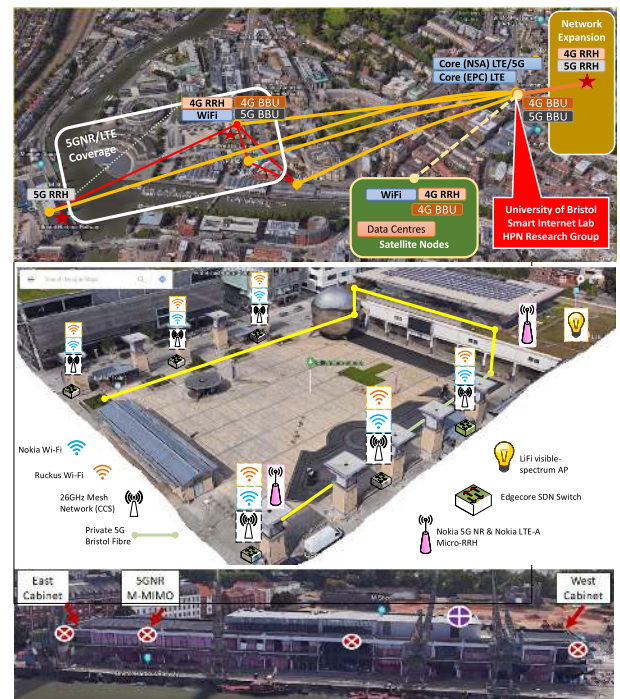 Network
Expansion
4G RRH
5G RRH
Core (NSA) LTE/5G
Core (EPC) LTE
4G RRH 4G BBU
WiFi 5G BBU
4G BBU
5G BBU
5GNR/LTE
Coverage
5G RRH
WiFi 4G RRH
4G BBU
Data Centres
Satellite Nodes
University of Bristol
Smart Internet Lab
HPN Research Group
Search Google Maps
Nokia Wi-Fi
Ruckus Wi-Fi
26GHz Mesh
Network (CCS)
Private 5G
Bristol Fibre
LiFi visible-
spectrum AP
Edgecore SDN Switch
Nokia 5G NR & Nokia LTE-A
Micro-RRH
East
Cabinet
5GNR
M-MIMO
West
Cabinet
M Shed